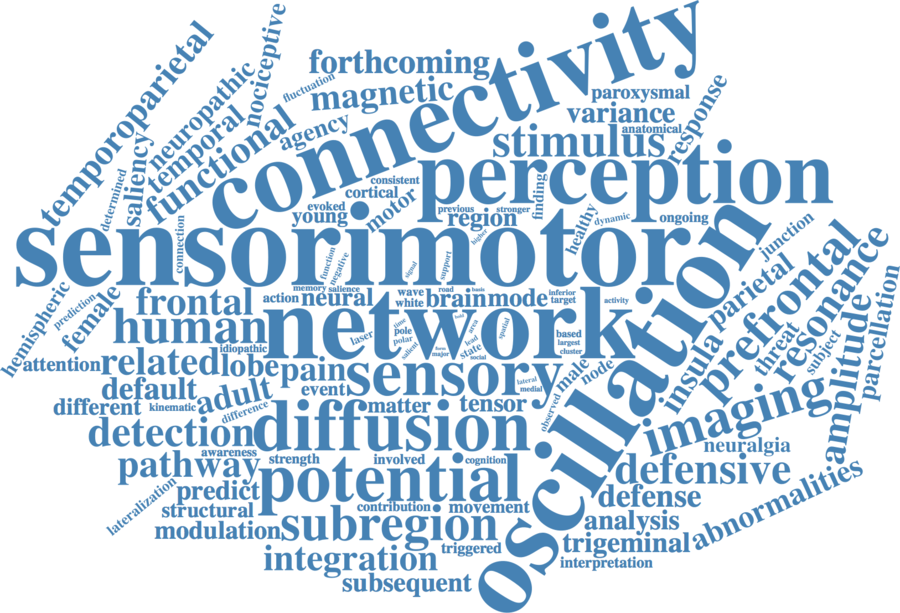 connectivity
forthcoming
nociceptive
fluctuation
temporoparietal
neuropathic
magnetic
paroxysmal
variance
response
agency
temporal
functional
stimulus
anatomical
saliency
determined
perception
consistent
cortical
finding
evoked
young
motor
previous
stronger
region
higher
healthy
dynamic
ongoing
connection
sensorimotor
junction
function
negative
signal
support
oscillation
parietal
prefrontal
resonance
hemispheric
prediction
female
frontal
memory
salience
action
neural
wave
white
road
basis
brain
mode
inferior
target
activity
human
network
laser
time
pole
polar
salient
hold
area
lead
state
focus
major
social
spatial
based
largest
cluster
insula
threat
subject
amplitude
parcellation
attention
related
idiopathic
lobe
pain
sensory
lateral
medial
male
node
default
adult
event
matter
tensor
observed
different
kinematic
difference
imaging
detection
diffusion
neuralgia
awareness
pathway
strength
involved
cognition
defensive
predict
potential
defense
lateralization
structural
contribution
movement
analysis
abnormalities
modulation
subregion
trigeminal
integration
triggered
interpretation
subsequent